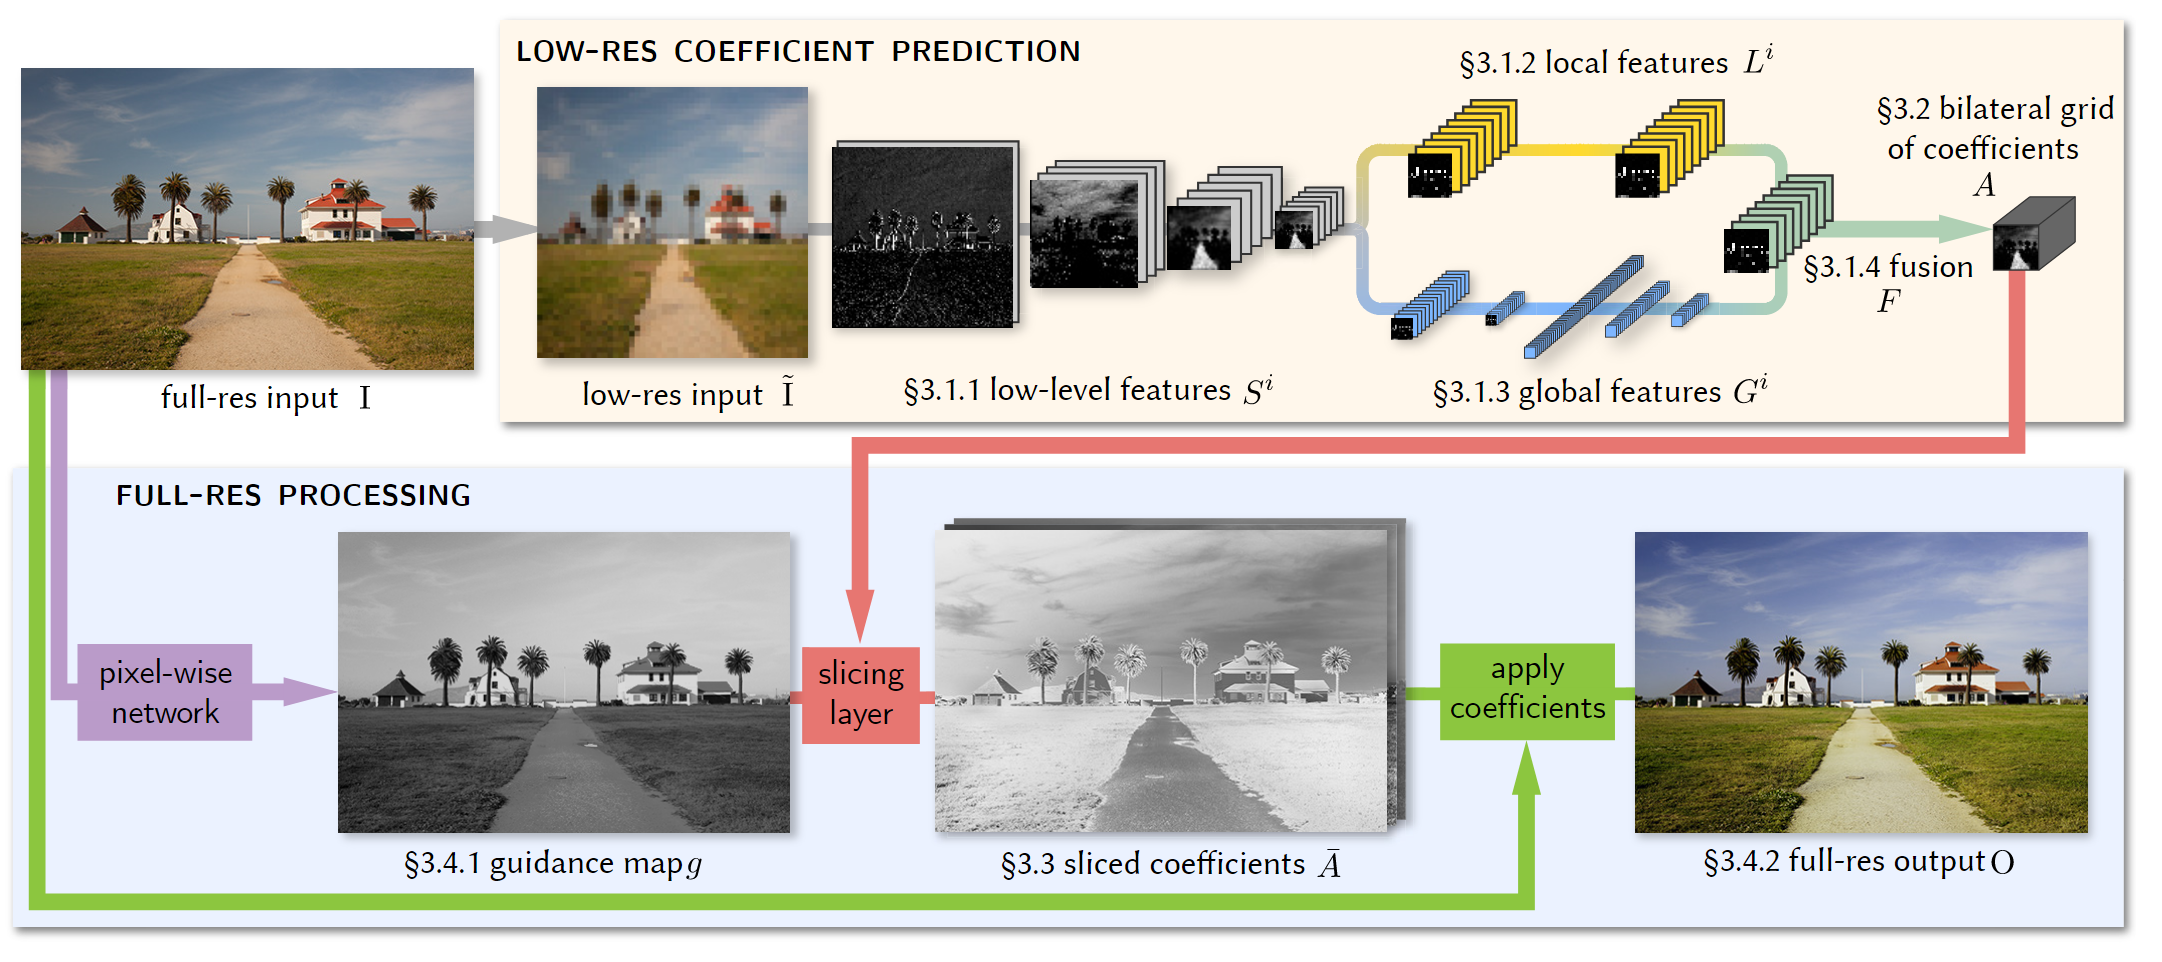 LOW-RES COEFFICIENT PREDICTION
§3.1.2 local features Lⁱ
§3.2 bilateral grid
of coefficients
A
§3.1.4 fusion
F
full-res input I
low-res input Ĩ
§3.1.1 low-level features Sⁱ
§3.1.3 global features Gⁱ
FULL-RES PROCESSING
pixel-wise
network
slicing
layer
apply
coefficients
§3.4.1 guidance map g
§3.3 sliced coefficients Ā
§3.4.2 full-res output O